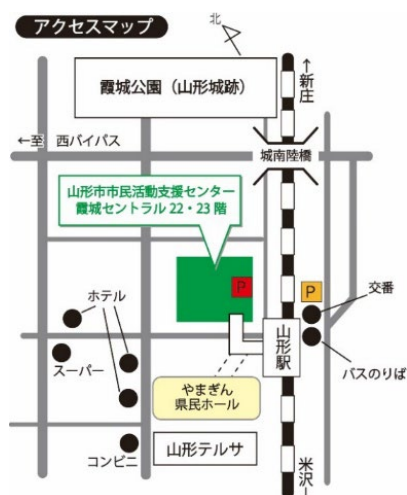 アクセスマップ
北
霞城公園（山形城跡）
↑新庄
←至 西バイパス
城南陸橋
山形市市民活動支援センター
霞城セントラル 22・23 階
P
P
ホテル
交番
山形駅
スーパー
バスのりば
やまぎん
県民ホール
山形テルサ
コンビニ
米沢↓